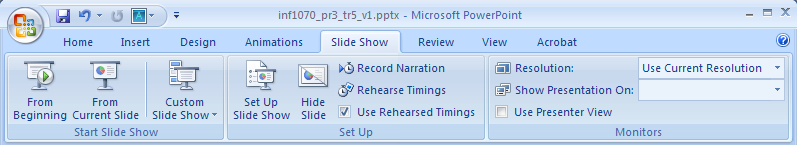 inf1070_pr3_tr5_v1.pptx - Microsoft PowerPoint
Home Insert Design Animations Slide Show Review View Acrobat
From Beginning
From Current Slide
Custom Slide Show
Start Slide Show
Set Up Slide Show
Hide Slide
Record Narration
Rehearse Timings
Use Rehearsed Timings
Set Up
Resolution: Use Current Resolution
Show Presentation On:
Use Presenter View
Monitors